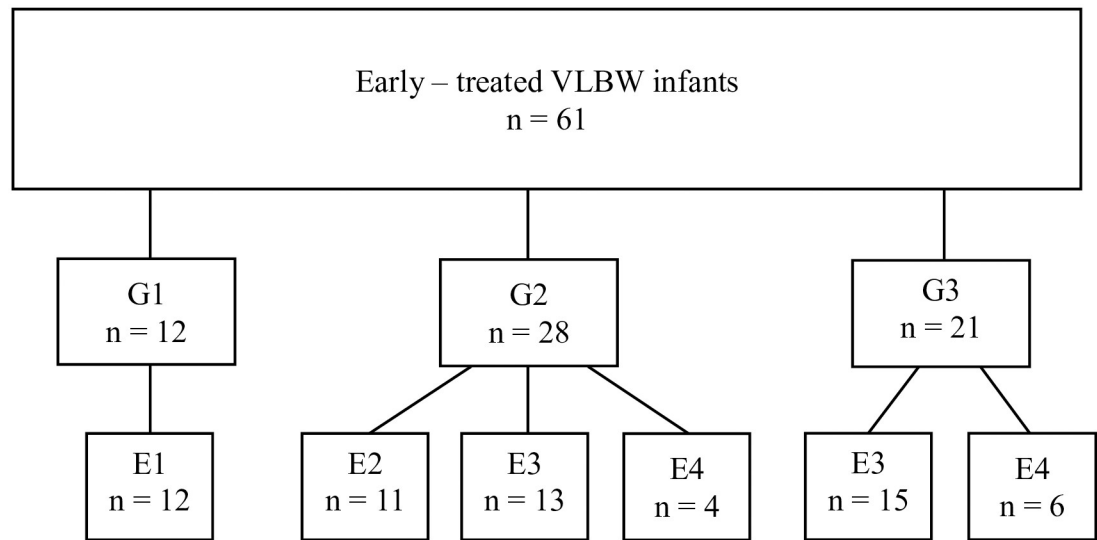 Early – treated VLBW infants
n = 61
G1
n = 12
G2
n = 28
G3
n = 21
E1
n = 12
E2
n = 11
E3
n = 13
E4
n = 4
E3
n = 15
E4
n = 6